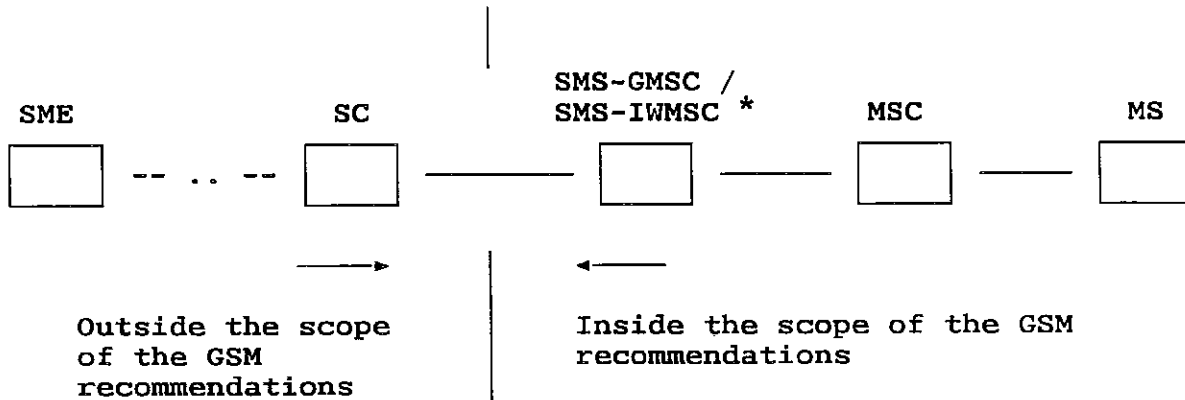 SMS-GMSC /
SME SC SMS-IWMSC * MSC MS
Outside the scope
of the GSM
recommendations
Inside the scope of the GSM
recommendations